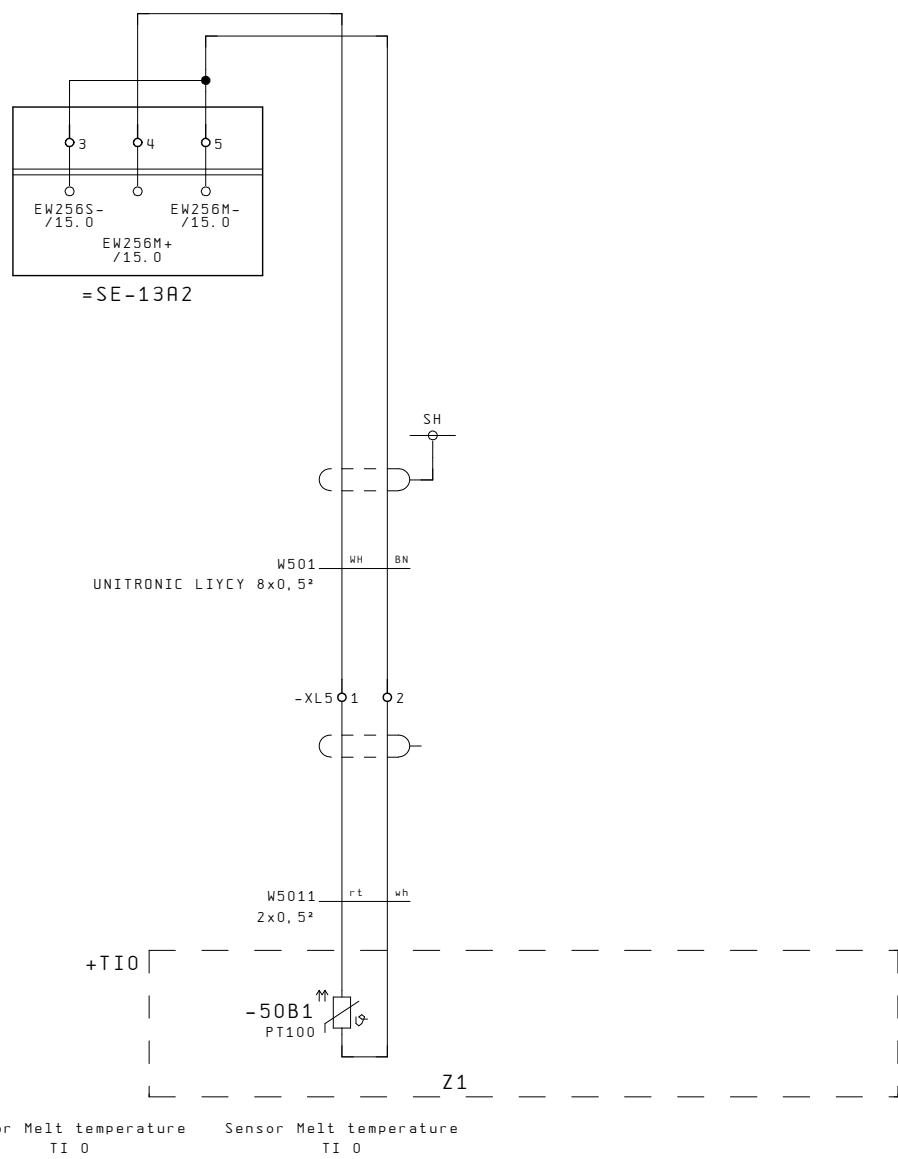 3 4 5
EW256S- EW256M-
/15.0 /15.0
EW256M+
/15.0
=SE-13A2
SH
W501 WH BN
UNITRONIC LIYCY 8x0,5²
-XL5 1 2
W5011 rt wh
2x0,5²
+TI0
-50B1
PT100
Z1
Melt temperature Sensor Melt temperature
TI 0 TI 0